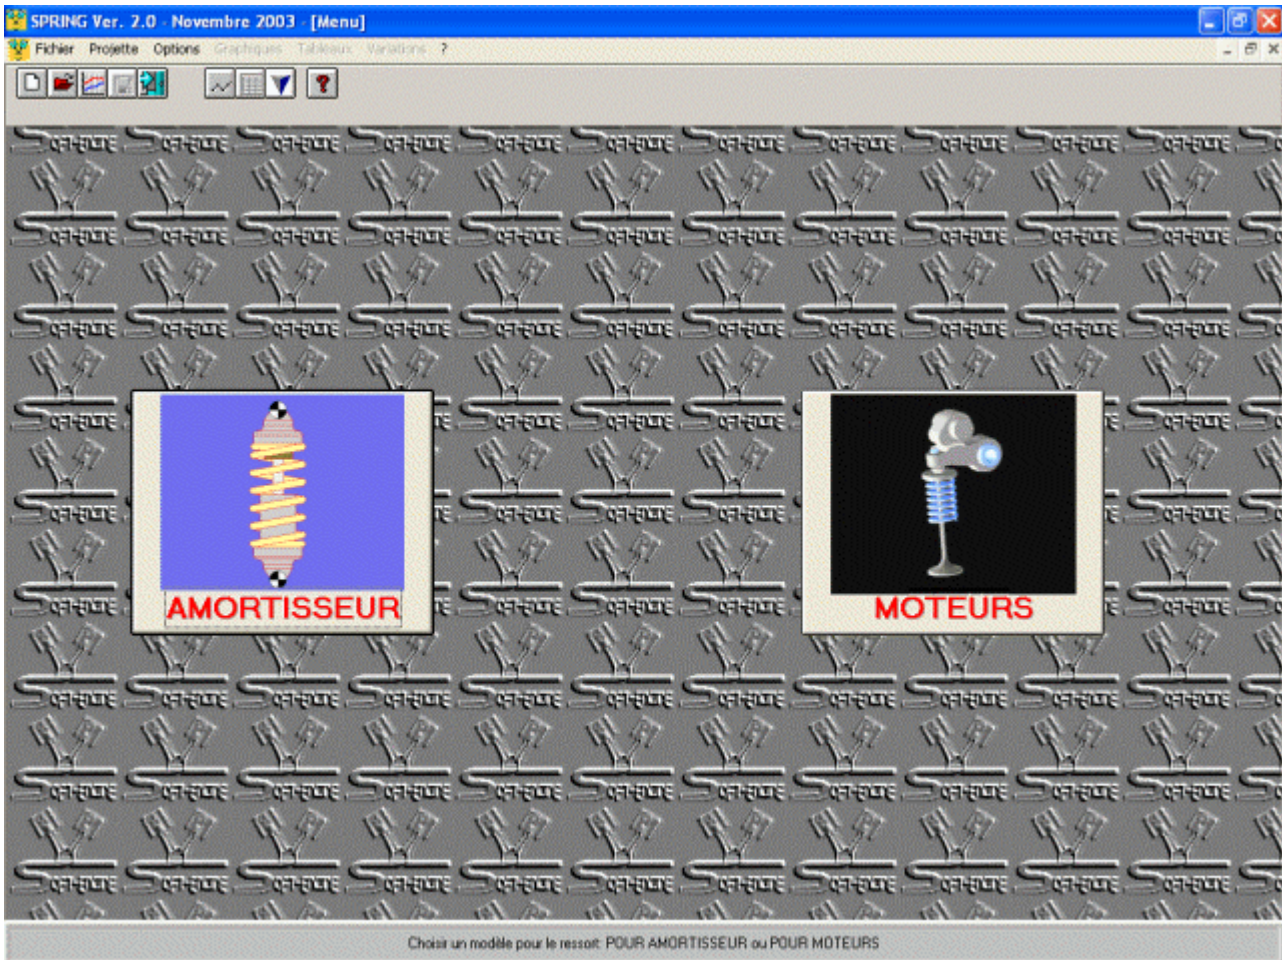 SPRING Ver. 2.0 - Novembre 2003 - [Menu]
Fichier Projette Options Graphiques Tableaux Variations ?
AMORTISSEUR
MOTEURS
Choisir un modèle pour le ressort: POUR AMORTISSEUR ou POUR MOTEURS